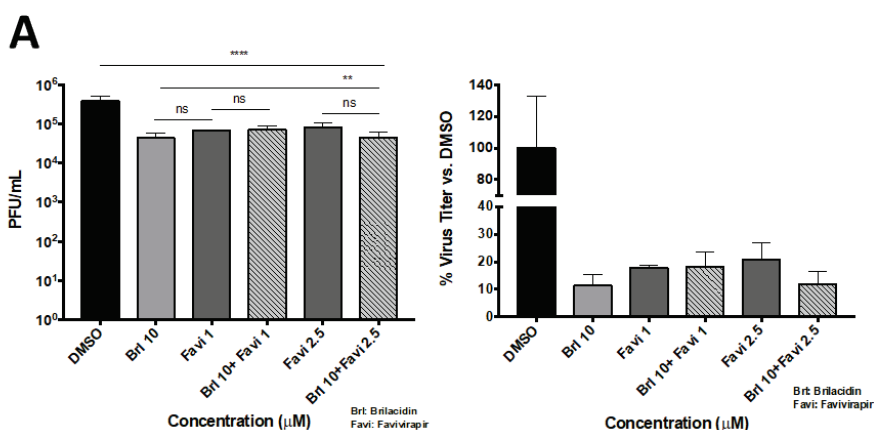 A
****
**
ns
ns
ns
10⁶
10⁵
10⁴
10³
10²
10¹
10⁰
PFU/mL
DMSO
Brl 10
Favi 1
Brl 10+ Favi 1
Favi 2.5
Brl 10+Favi 2.5
Concentration (μM)
Brl: Brilacidin
Favi: Favivirapir
140
120
100
80
60
40
20
10
0
% Virus Titer vs. DMSO
DMSO
Brl 10
Favi 1
Brl 10+ Favi 1
Favi 2.5
Brl 10+Favi 2.5
Concentration (μM)
Brl: Brilacidin
Favi: Favivirapir